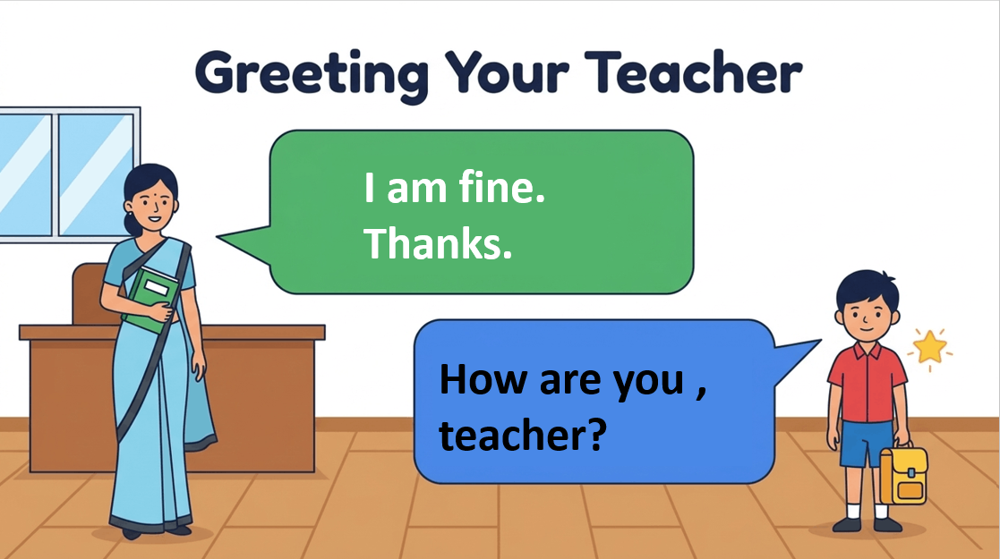 Greeting Your Teacher
I am fine.
Thanks.
How are you ,
teacher?